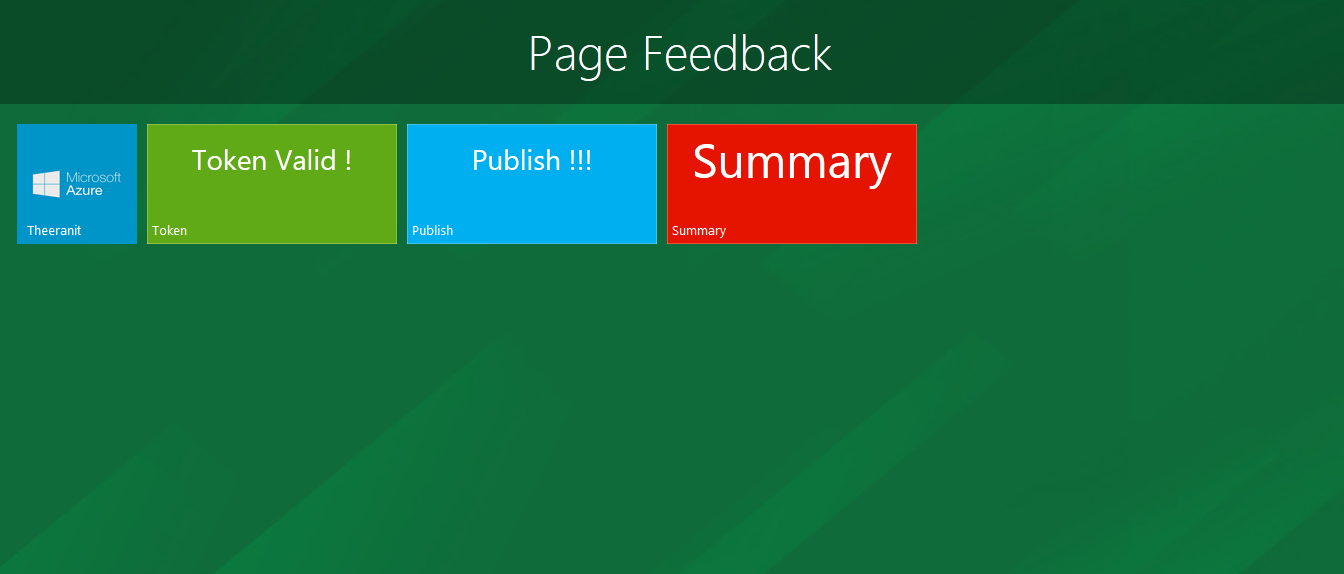 Page Feedback
Microsoft
Azure
Theeranit
Token Valid !
Token
Publish !!!
Publish
Summary
Summary